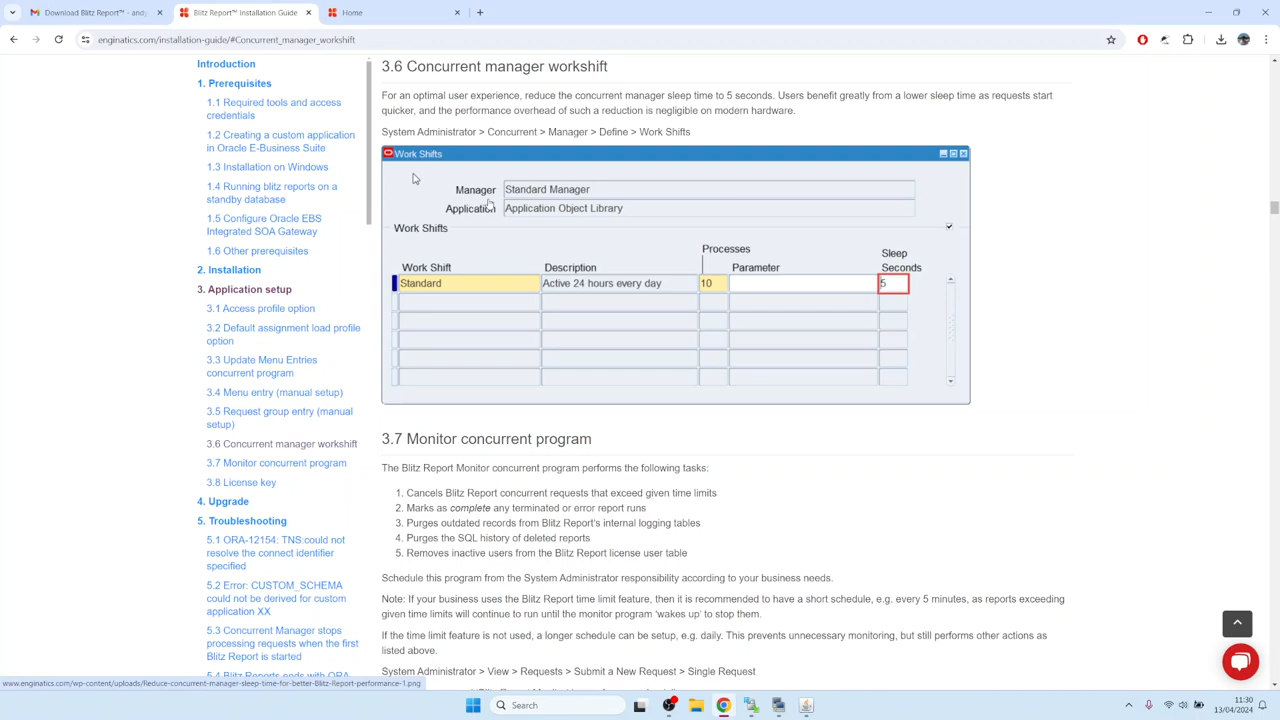 Download Blitz Report™ - andy
Blitz Report™ Installation Guide
Home
enginatics.com/installation-guide/#Concurrent_manager_workshift
Introduction
1. Prerequisites
1.1 Required tools and access
credentials
1.2 Creating a custom application
in Oracle E-Business Suite
1.3 Installation on Windows
1.4 Running blitz reports on a
standby database
1.5 Configure Oracle EBS
Integrated SOA Gateway
1.6 Other prerequisites
2. Installation
3. Application setup
3.1 Access profile option
3.2 Default assignment load profile
option
3.3 Update Menu Entries
concurrent program
3.4 Menu entry (manual setup)
3.5 Request group entry (manual
setup)
3.6 Concurrent manager workshift
3.7 Monitor concurrent program
3.8 License key
4. Upgrade
5. Troubleshooting
5.1 ORA-12154: TNS:could not
resolve the connect identifier
specified
5.2 Error: CUSTOM_SCHEMA
could not be derived for custom
application XX
5.3 Concurrent Manager stops
processing requests when the first
Blitz Report is started
5.4 Blitz Reports ends with ORA
3.6 Concurrent manager workshift
For an optimal user experience, reduce the concurrent manager sleep time to 5 seconds. Users benefit greatly from a lower sleep time as requests start
quicker, and the performance overhead of such a reduction is negligible on modern hardware.
System Administrator > Concurrent > Manager > Define > Work Shifts
Work Shifts
Manager Standard Manager
Application Application Object Library
Work Shifts
Processes
Sleep
Work Shift Description Parameter Seconds
Standard Active 24 hours every day 10 5
3.7 Monitor concurrent program
The Blitz Report Monitor concurrent program performs the following tasks:
1. Cancels Blitz Report concurrent requests that exceed given time limits
2. Marks as complete any terminated or error report runs
3. Purges outdated records from Blitz Report's internal logging tables
4. Purges the SQL history of deleted reports
5. Removes inactive users from the Blitz Report license user table
Schedule this program from the System Administrator responsibility according to your business needs.
Note: If your business uses the Blitz Report time limit feature, then it is recommended to have a short schedule, e.g. every 5 minutes, as reports exceeding
given time limits will continue to run until the monitor program 'wakes up' to stop them.
If the time limit feature is not used, a longer schedule can be setup, e.g. daily. This prevents unnecessary monitoring, but still performs other actions as
listed above.
System Administrator > View > Requests > Submit a New Request > Single Request
www.enginatics.com/wp-content/uploads/Reduce-concurrent-manager-sleep-time-for-better-Blitz-Report-performance-1.png
Search
11:30
13/04/2024